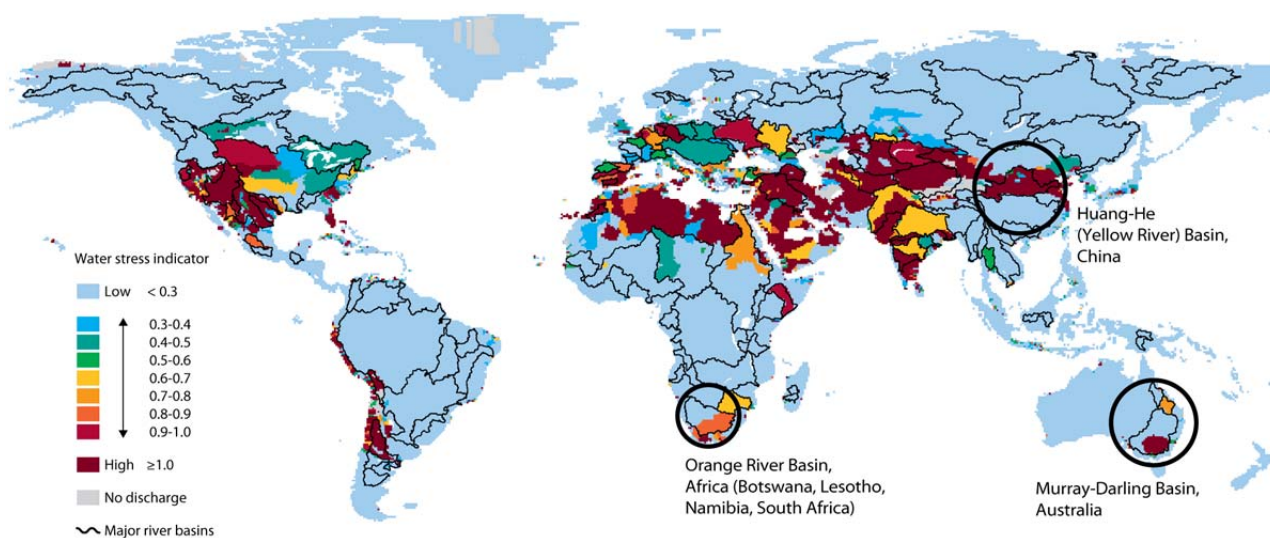 Huang-He
(Yellow River) Basin,
China
Water stress indicator
Low < 0.3
0.3-0.4
0.4-0.5
0.5-0.6
0.6-0.7
0.7-0.8
0.8-0.9
0.9-1.0
High ≥1.0
No discharge
Major river basins
Orange River Basin,
Africa (Botswana, Lesotho,
Namibia, South Africa)
Murray-Darling Basin,
Australia